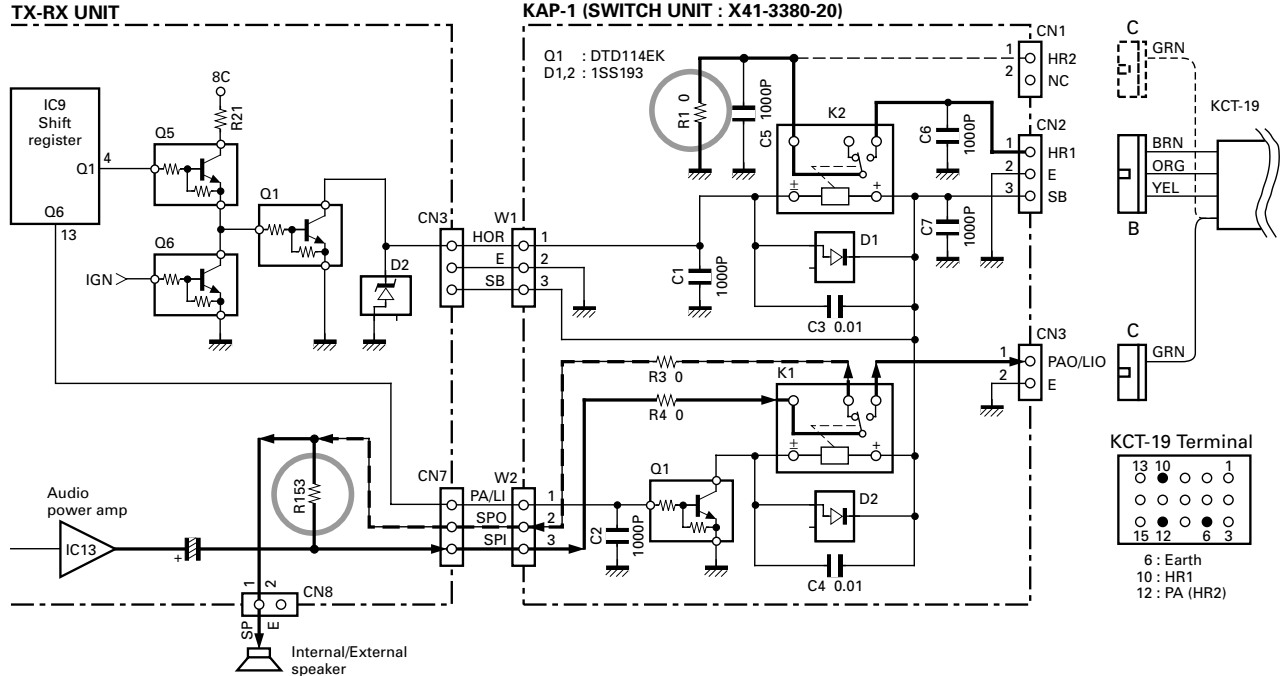 TX-RX UNIT
KAP-1 (SWITCH UNIT : X41-3380-20)
Q1 : DTD114EK
D1,2 : 1SS193
IC9
Shift
register
Q1
4
Q6
13
8C
R21
Q5
Q6
IGN
Q1
D2
CN3
HOR
E
SB
W1
1
2
3
R1 0
C5
1000P
K2
±
+
C6
1000P
C7
1000P
C1
1000P
D1
C3 0.01
CN1
1 HR2
2 NC
CN2
1 HR1
2 E
3 SB
CN3
1 PAO/LIO
2 E
C
GRN
KCT-19
BRN
ORG
YEL
B
C
GRN
R3 0
R4 0
K1
±
+
Q1
D2
C4 0.01
C2
1000P
CN7
PA/LI
SPO
SPI
W2
1
2
3
R153
Audio
power amp
IC13
+
1
2
CN8
SP
E
Internal/External
speaker
KCT-19 Terminal
13 10 1
15 12 6 3
6 : Earth
10 : HR1
12 : PA (HR2)